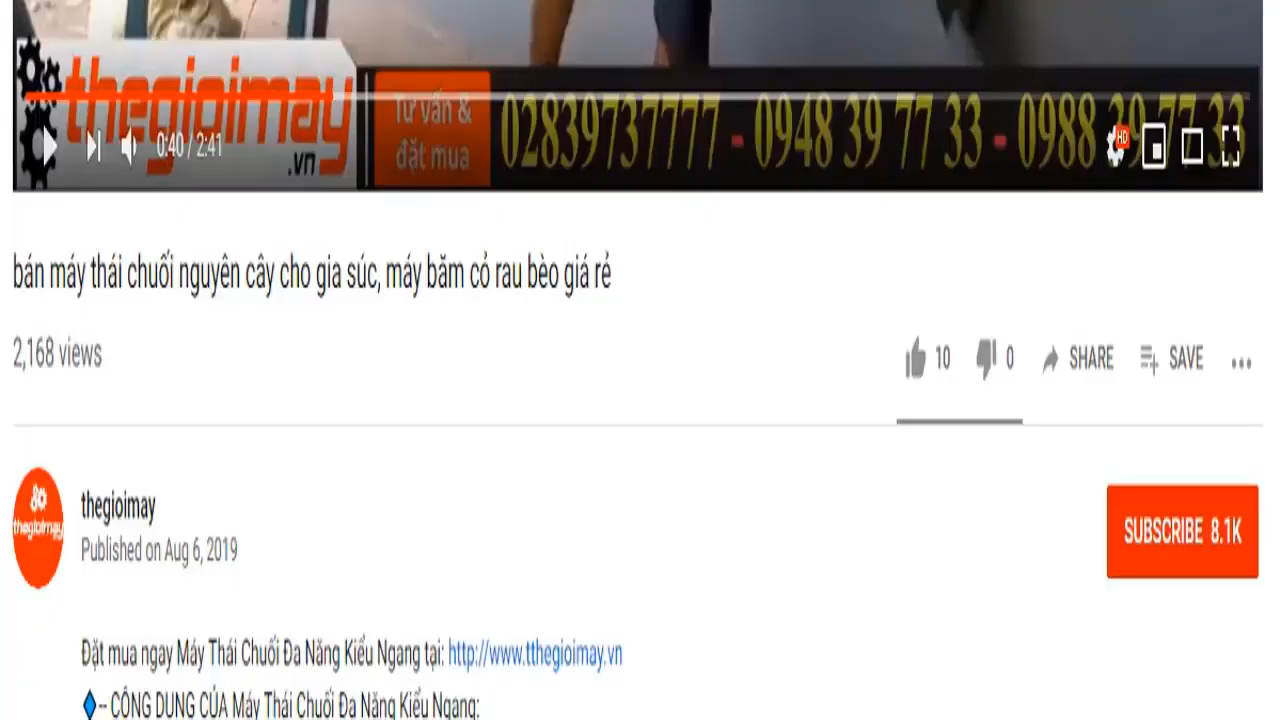 thegioimay
.vn
Tư vấn &
đặt mua
02839737777 - 0948 39 77 33 - 0988 39 77 33
0:40 / 2:41
HD
bán máy thái chuối nguyên cây cho gia súc, máy băm cỏ rau bèo giá rẻ
2,168 views
10 0 SHARE SAVE
thegioimay
thegioimay
Published on Aug 6, 2019
SUBSCRIBE 8.1K
Đặt mua ngay Máy Thái Chuối Đa Năng Kiểu Ngang tại: http://www.tthegioimay.vn
-- CÔNG DỤNG CỦA Máy Thái Chuối Đa Năng Kiểu Ngang: